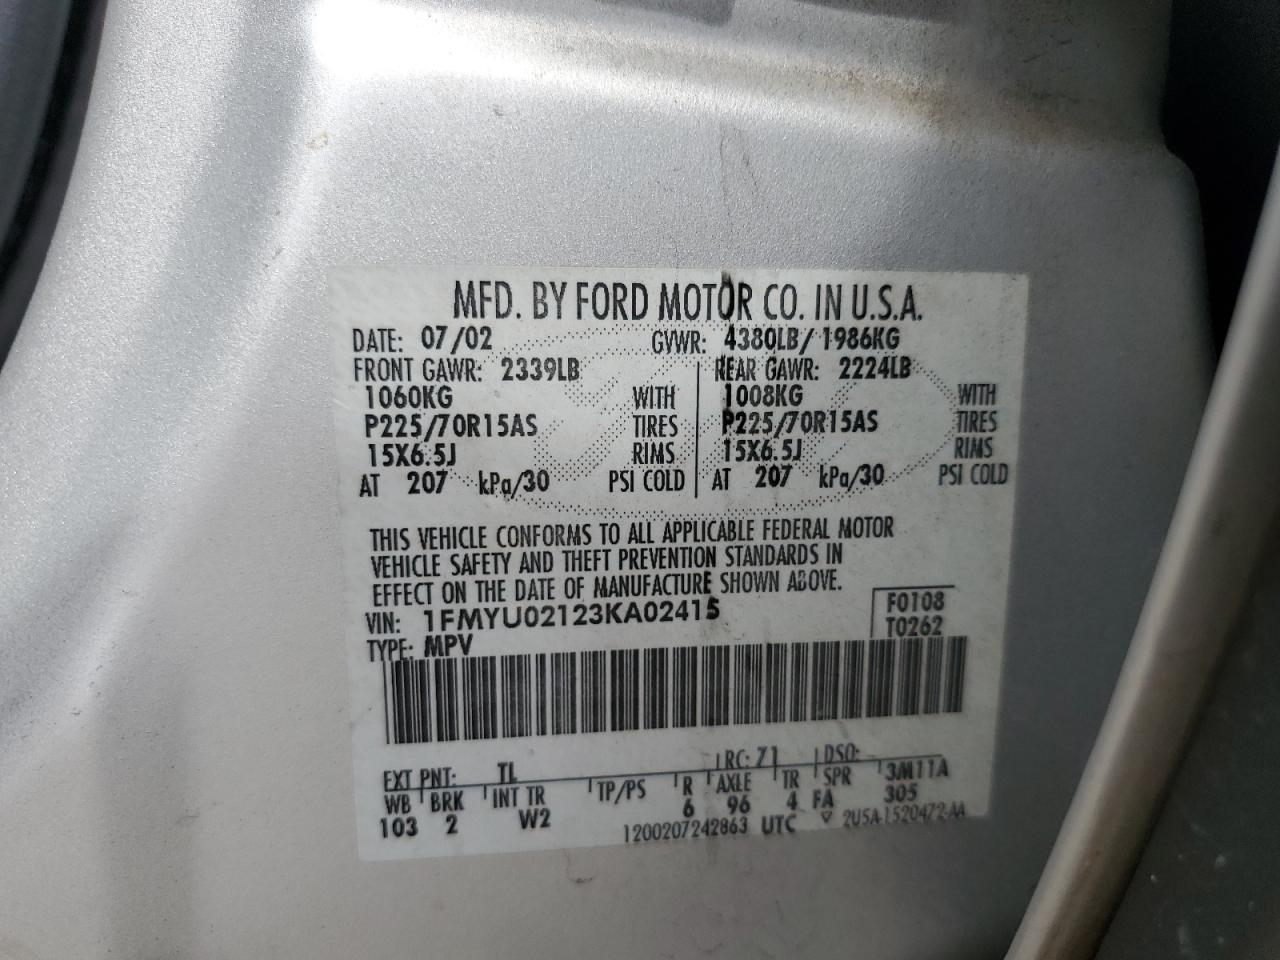 MFD. BY FORD MOTOR CO. IN U.S.A.
DATE: 07/02 GVWR: 4380LB/ 1986KG
FRONT GAWR: 2339LB REAR GAWR: 2224LB
1060KG WITH 1008KG WITH
P225/70R15AS TIRES P225/70R15AS TIRES
15X6.5J RIMS 15X6.5J RIMS
AT 207 kPa/30 PSI COLD AT 207 kPa/30 PSI COLD
THIS VEHICLE CONFORMS TO ALL APPLICABLE FEDERAL MOTOR
VEHICLE SAFETY AND THEFT PREVENTION STANDARDS IN
EFFECT ON THE DATE OF MANUFACTURE SHOWN ABOVE.
VIN: 1FMYU02123KA02415 F0108
TYPE: MPV T0262
EXT PNT: TL RC: 71 DSO:
WB BRK INT TR TP/PS R AXLE TR SPR 3M11A
103 2 W2 6 96 4 FA 305
1200207242863 UTC ▽ 2U5A-1520472-AA